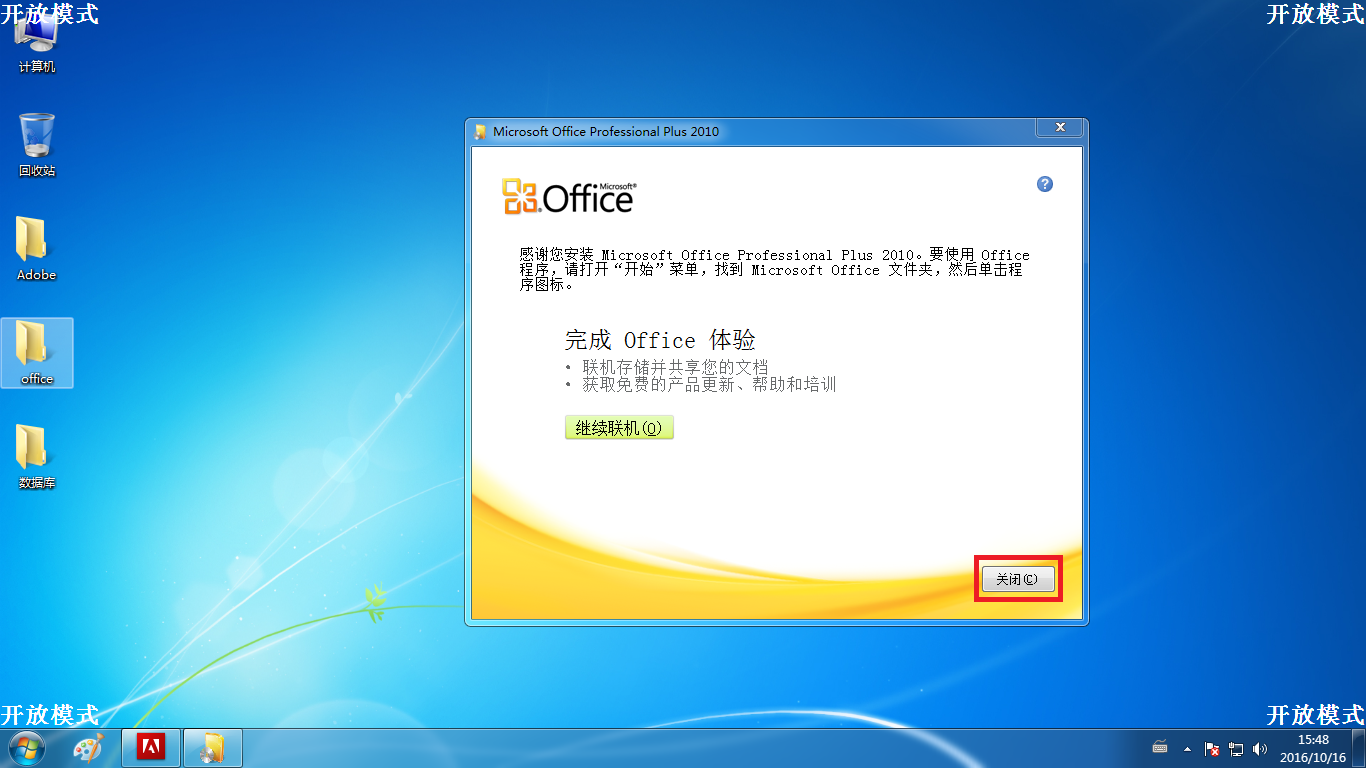 开放模式
开放模式
计算机
回收站
Adobe
office
数据库
Microsoft Office Professional Plus 2010
Microsoft®
Office
感谢您安装 Microsoft Office Professional Plus 2010。要使用 Office
程序，请打开“开始”菜单，找到 Microsoft Office 文件夹，然后单击程
序图标。
完成 Office 体验
• 联机存储并共享您的文档
• 获取免费的产品更新、帮助和培训
继续联机(O)
关闭(C)
开放模式
开放模式
15:48
2016/10/16